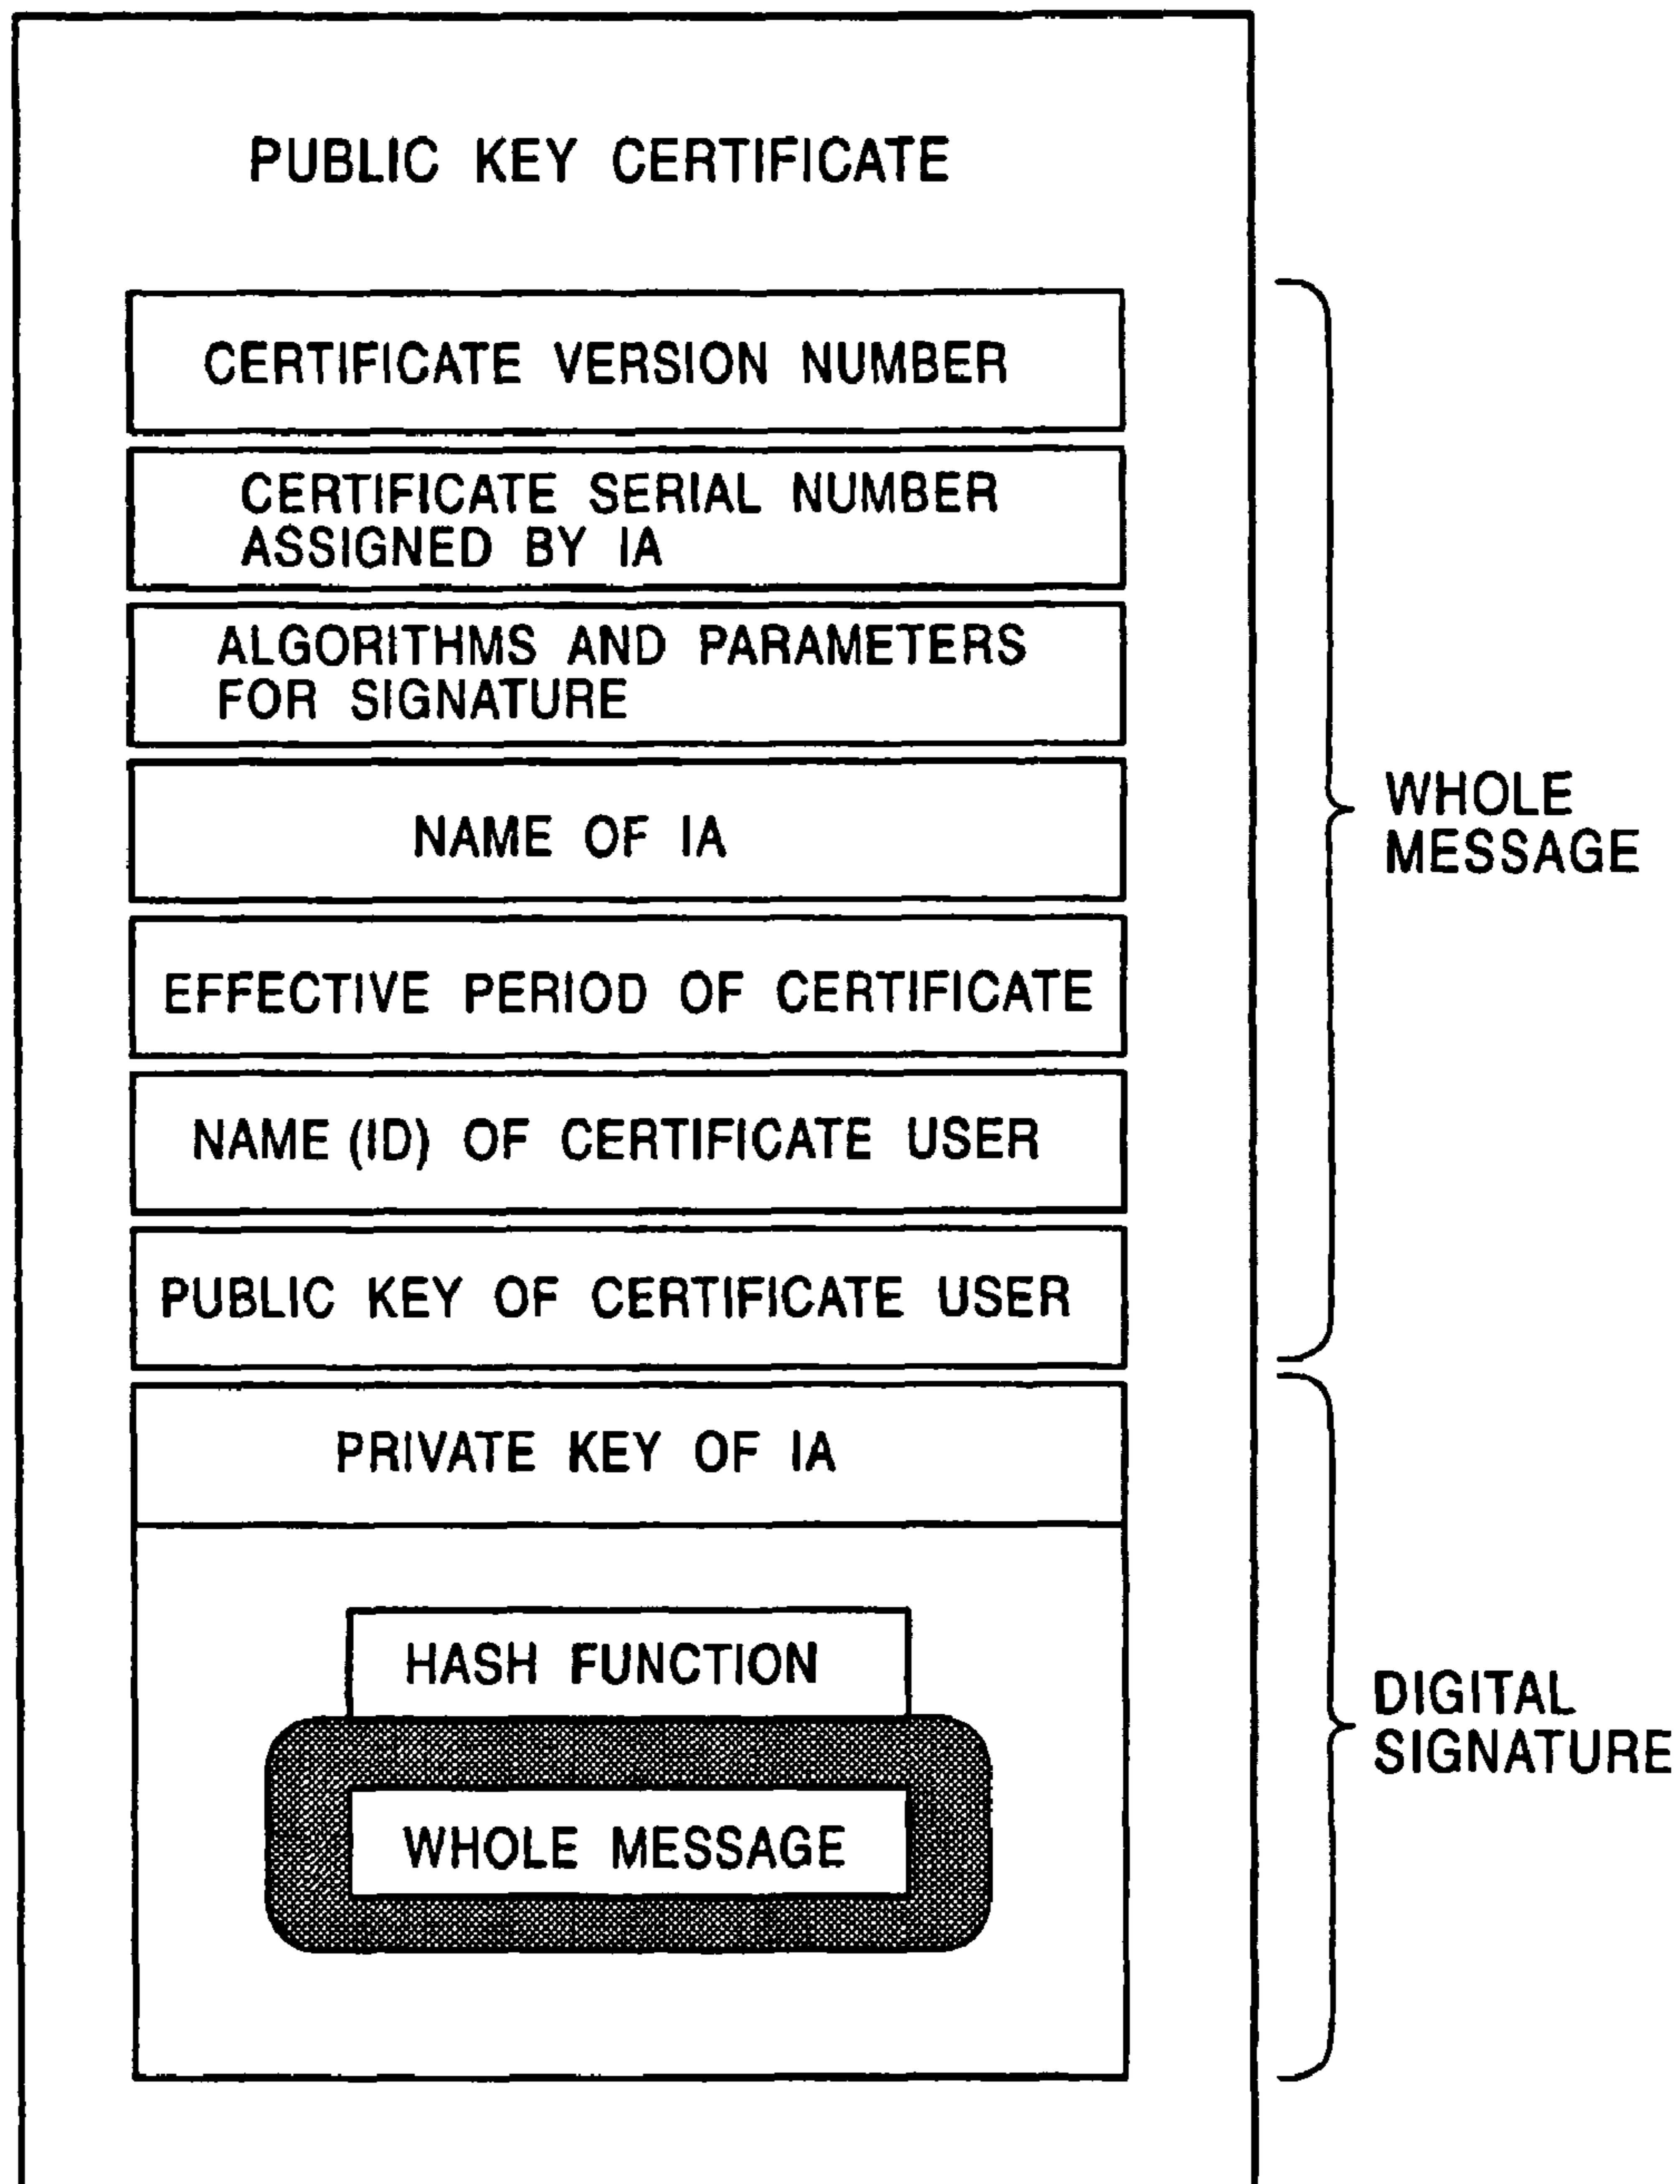 PUBLIC KEY CERTIFICATE
CERTIFICATE VERSION NUMBER
CERTIFICATE SERIAL NUMBER
ASSIGNED BY IA
ALGORITHMS AND PARAMETERS
FOR SIGNATURE
NAME OF IA
EFFECTIVE PERIOD OF CERTIFICATE
NAME (ID) OF CERTIFICATE USER
PUBLIC KEY OF CERTIFICATE USER
WHOLE
MESSAGE
PRIVATE KEY OF IA
HASH FUNCTION
WHOLE MESSAGE
DIGITAL
SIGNATURE